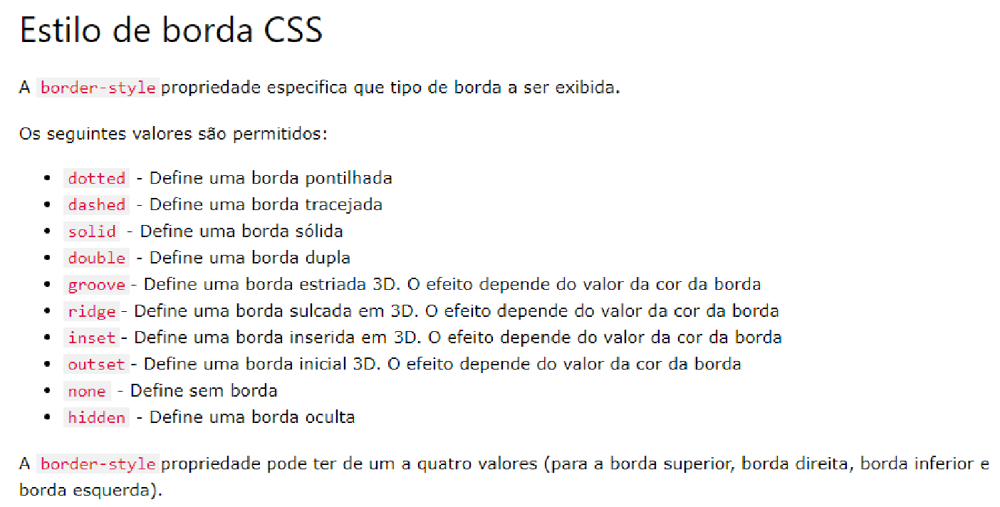 Estilo de borda CSS
A border-style propriedade especifica que tipo de borda a ser exibida.
Os seguintes valores são permitidos:
• dotted - Define uma borda pontilhada
• dashed - Define uma borda tracejada
• solid - Define uma borda sólida
• double - Define uma borda dupla
• groove - Define uma borda estriada 3D. O efeito depende do valor da cor da borda
• ridge - Define uma borda sulcada em 3D. O efeito depende do valor da cor da borda
• inset - Define uma borda inserida em 3D. O efeito depende do valor da cor da borda
• outset - Define uma borda inicial 3D. O efeito depende do valor da cor da borda
• none - Define sem borda
• hidden - Define uma borda oculta
A border-style propriedade pode ter de um a quatro valores (para a borda superior, borda direita, borda inferior e
borda esquerda).